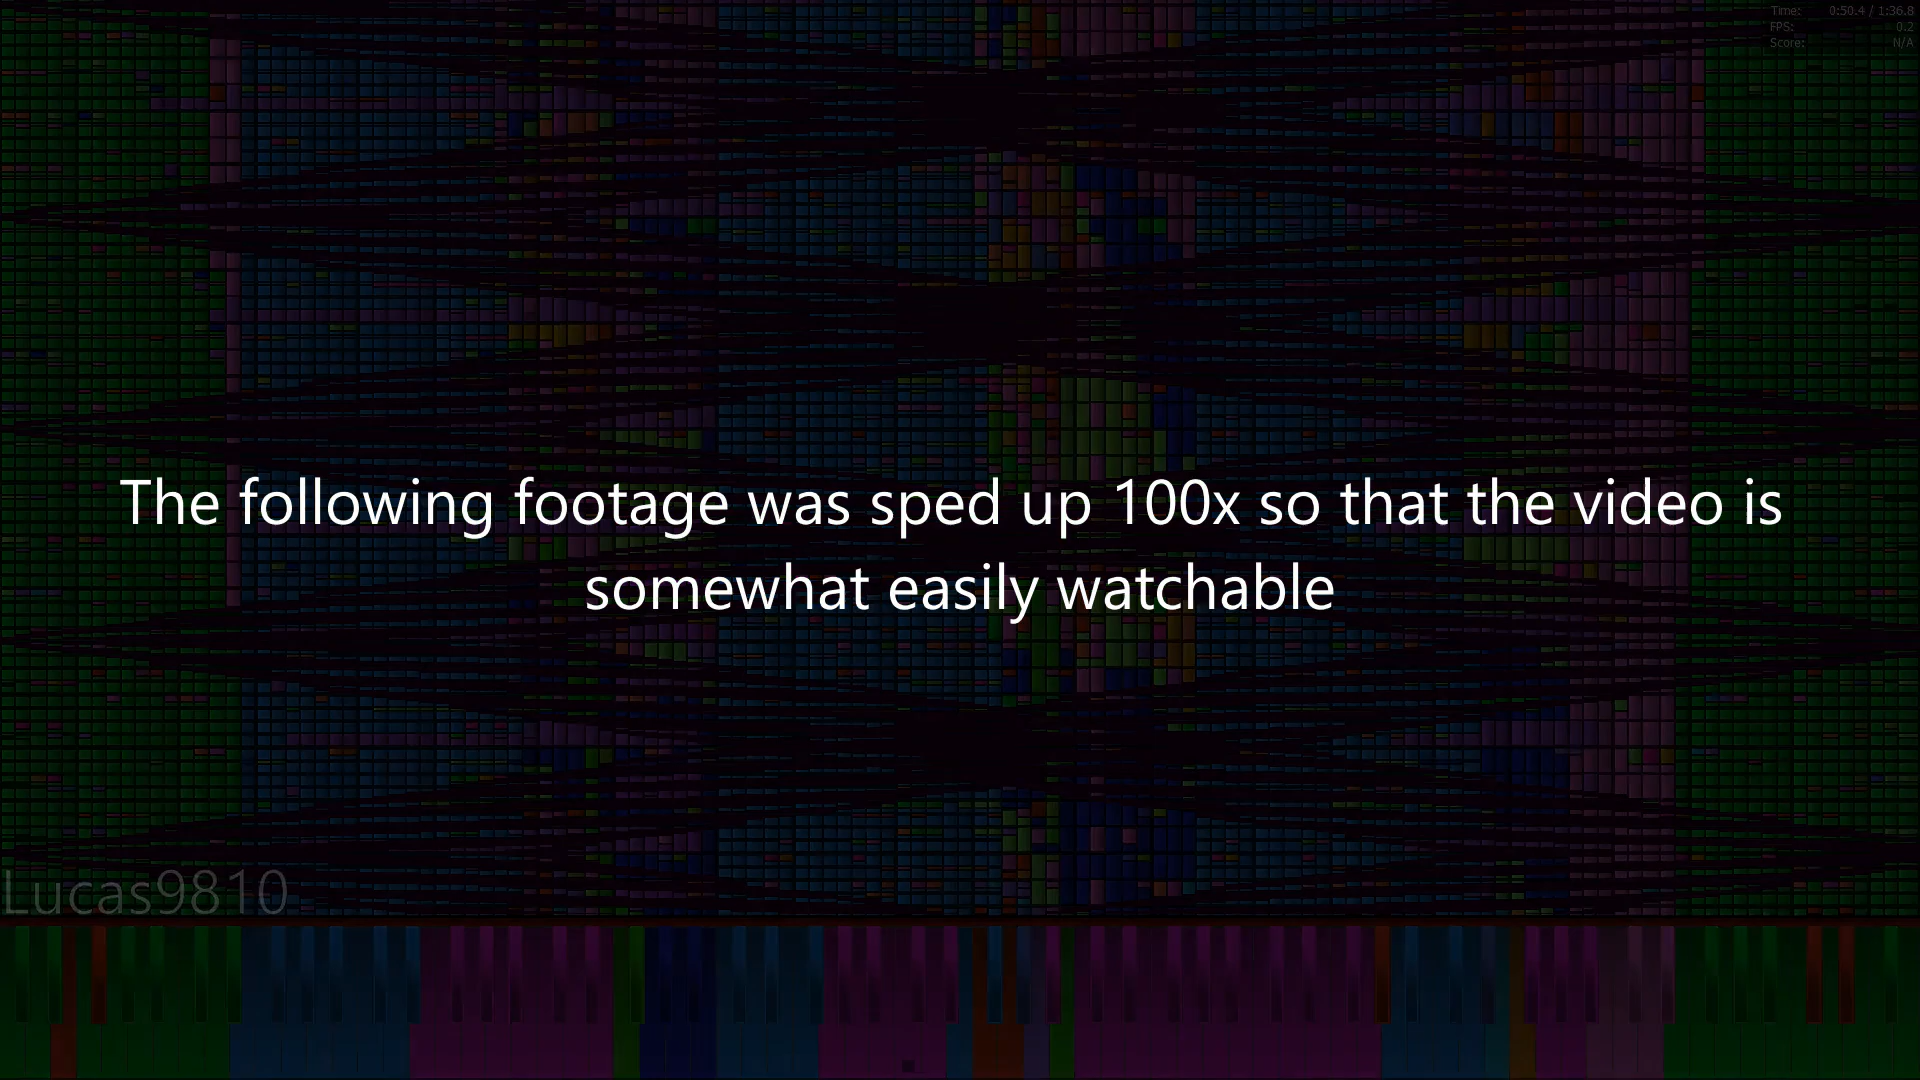 Time: 0:50.4 / 1:36.8
FPS: 0.2
Score: N/A
The following footage was sped up 100x so that the video is
somewhat easily watchable
Lucas9810